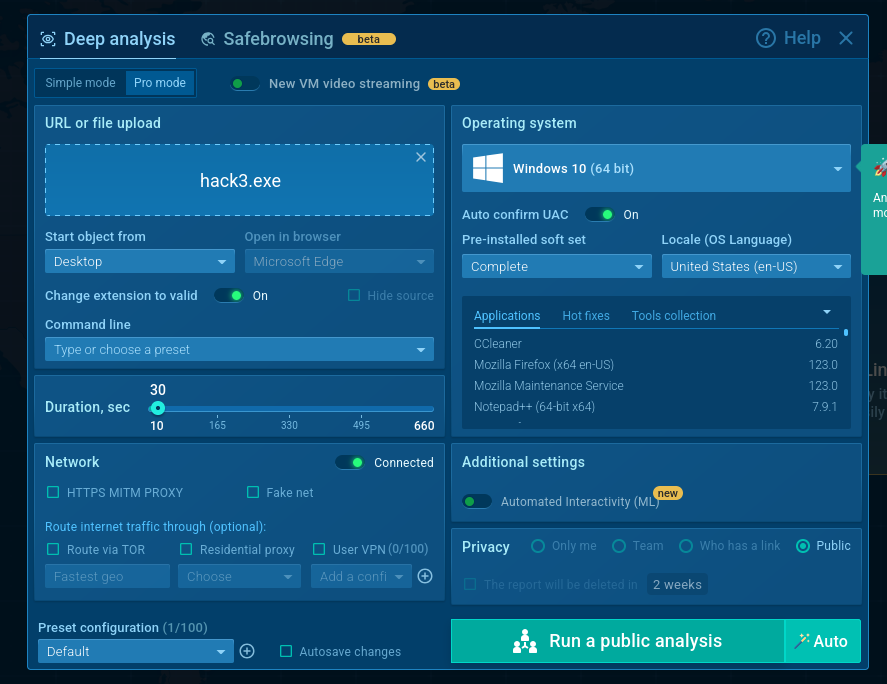 Deep analysis
Safebrowsing
beta
Help
Simple mode
Pro mode
New VM video streaming
beta
URL or file upload
hack3.exe
Start object from
Open in browser
Desktop
Microsoft Edge
Change extension to valid
On
Hide source
Command line
Type or choose a preset
Duration, sec
30
10
165
330
495
660
Network
Connected
HTTPS MITM PROXY
Fake net
Route internet traffic through (optional):
Route via TOR
Residential proxy
User VPN (0/100)
Fastest geo
Choose
Add a confi
Preset configuration (1/100)
Default
Autosave changes
Operating system
Windows 10 (64 bit)
Auto confirm UAC
On
Pre-installed soft set
Locale (OS Language)
Complete
United States (en-US)
Applications
Hot fixes
Tools collection
CCleaner 6.20
Mozilla Firefox (x64 en-US) 123.0
Mozilla Maintenance Service 123.0
Notepad++ (64-bit x64) 7.9.1
Additional settings
Automated Interactivity (ML)
new
Privacy
Only me
Team
Who has a link
Public
The report will be deleted in
2 weeks
Run a public analysis
Auto